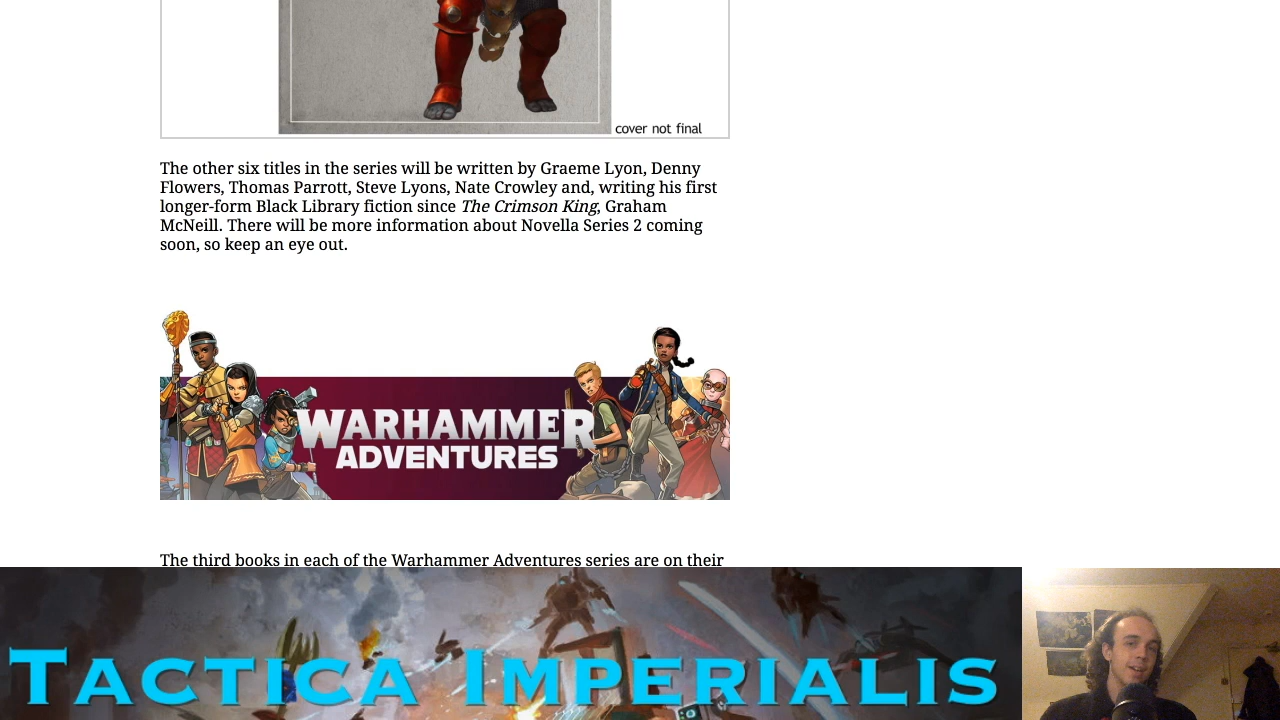 cover not final
The other six titles in the series will be written by Graeme Lyon, Denny
Flowers, Thomas Parrott, Steve Lyons, Nate Crowley and, writing his first
longer-form Black Library fiction since The Crimson King, Graham
McNeill. There will be more information about Novella Series 2 coming
soon, so keep an eye out.
WARHAMMER
ADVENTURES
The third books in each of the Warhammer Adventures series are on their
TACTICA IMPERIALIS